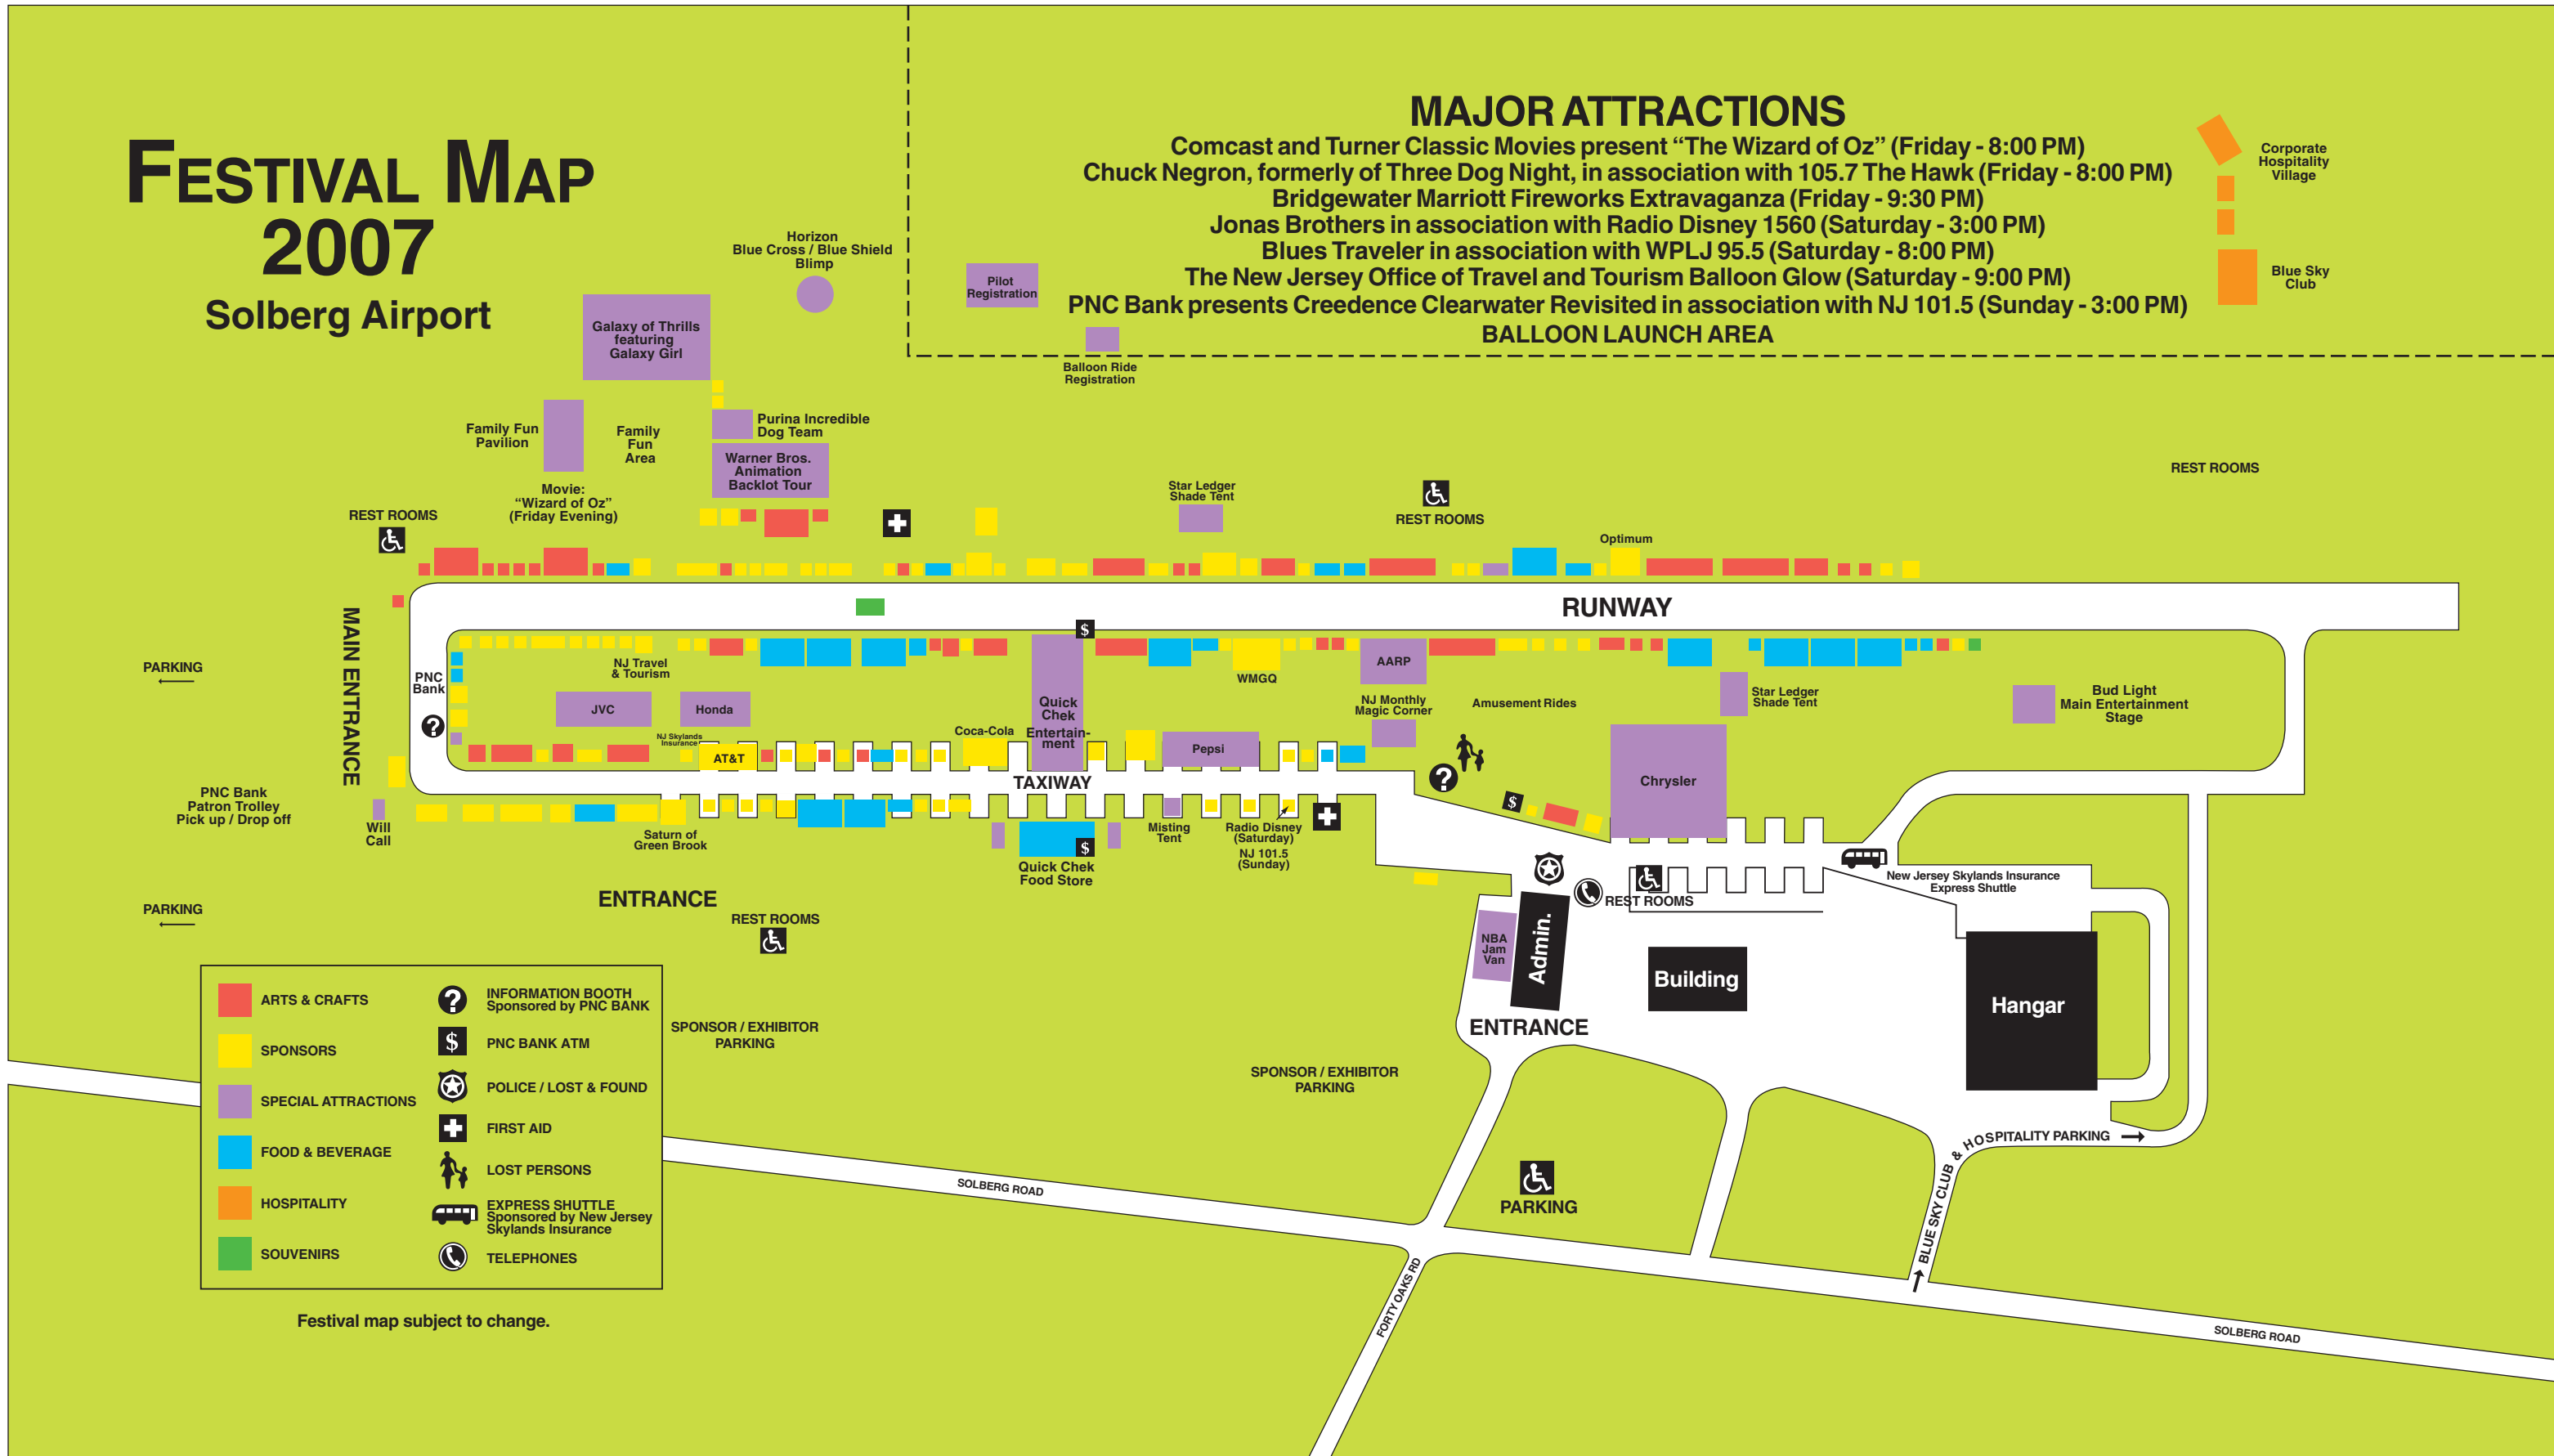 FESTIVAL MAP
2007
Solberg Airport
MAJOR ATTRACTIONS
Comcast and Turner Classic Movies present “The Wizard of Oz” (Friday - 8:00 PM)
Chuck Negron, formerly of Three Dog Night, in association with 105.7 The Hawk (Friday - 8:00 PM)
Bridgewater Marriott Fireworks Extravaganza (Friday - 9:30 PM)
Jonas Brothers in association with Radio Disney 1560 (Saturday - 3:00 PM)
Blues Traveler in association with WPLJ 95.5 (Saturday - 8:00 PM)
The New Jersey Office of Travel and Tourism Balloon Glow (Saturday - 9:00 PM)
PNC Bank presents Creedence Clearwater Revisited in association with NJ 101.5 (Sunday - 3:00 PM)
BALLOON LAUNCH AREA
Corporate
Hospitality
Village
Blue Sky
Club
Horizon
Blue Cross / Blue Shield
Blimp
Pilot
Registration
Balloon Ride
Registration
Galaxy of Thrills
featuring
Galaxy Girl
Family Fun
Pavilion
Family
Fun
Area
Purina Incredible
Dog Team
Warner Bros.
Animation
Backlot Tour
Movie:
“Wizard of Oz”
(Friday Evening)
REST ROOMS
Star Ledger
Shade Tent
REST ROOMS
REST ROOMS
Optimum
RUNWAY
MAIN ENTRANCE
PARKING
PNC
Bank
?
NJ Travel
& Tourism
JVC
Honda
NJ Skylands
Insurance
AT&T
Coca-Cola
$
Quick
Chek
Entertain-
ment
Pepsi
WMGQ
AARP
NJ Monthly
Magic Corner
Amusement Rides
Star Ledger
Shade Tent
Bud Light
Main Entertainment
Stage
Chrysler
?
$
TAXIWAY
PNC Bank
Patron Trolley
Pick up / Drop off
Will
Call
Saturn of
Green Brook
Quick Chek
Food Store
$
Misting
Tent
Radio Disney
(Saturday)
NJ 101.5
(Sunday)
New Jersey Skylands Insurance
Express Shuttle
REST ROOMS
ENTRANCE
REST ROOMS
PARKING
NBA
Jam
Van
Admin.
Building
Hangar
ENTRANCE
SPONSOR / EXHIBITOR
PARKING
SPONSOR / EXHIBITOR
PARKING
ARTS & CRAFTS
SPONSORS
SPECIAL ATTRACTIONS
FOOD & BEVERAGE
HOSPITALITY
SOUVENIRS
?
INFORMATION BOOTH
Sponsored by PNC BANK
$
PNC BANK ATM
POLICE / LOST & FOUND
FIRST AID
LOST PERSONS
EXPRESS SHUTTLE
Sponsored by New Jersey
Skylands Insurance
TELEPHONES
Festival map subject to change.
SOLBERG ROAD
PARKING
FORTY OAKS RD
BLUE SKY CLUB & HOSPITALITY PARKING
SOLBERG ROAD